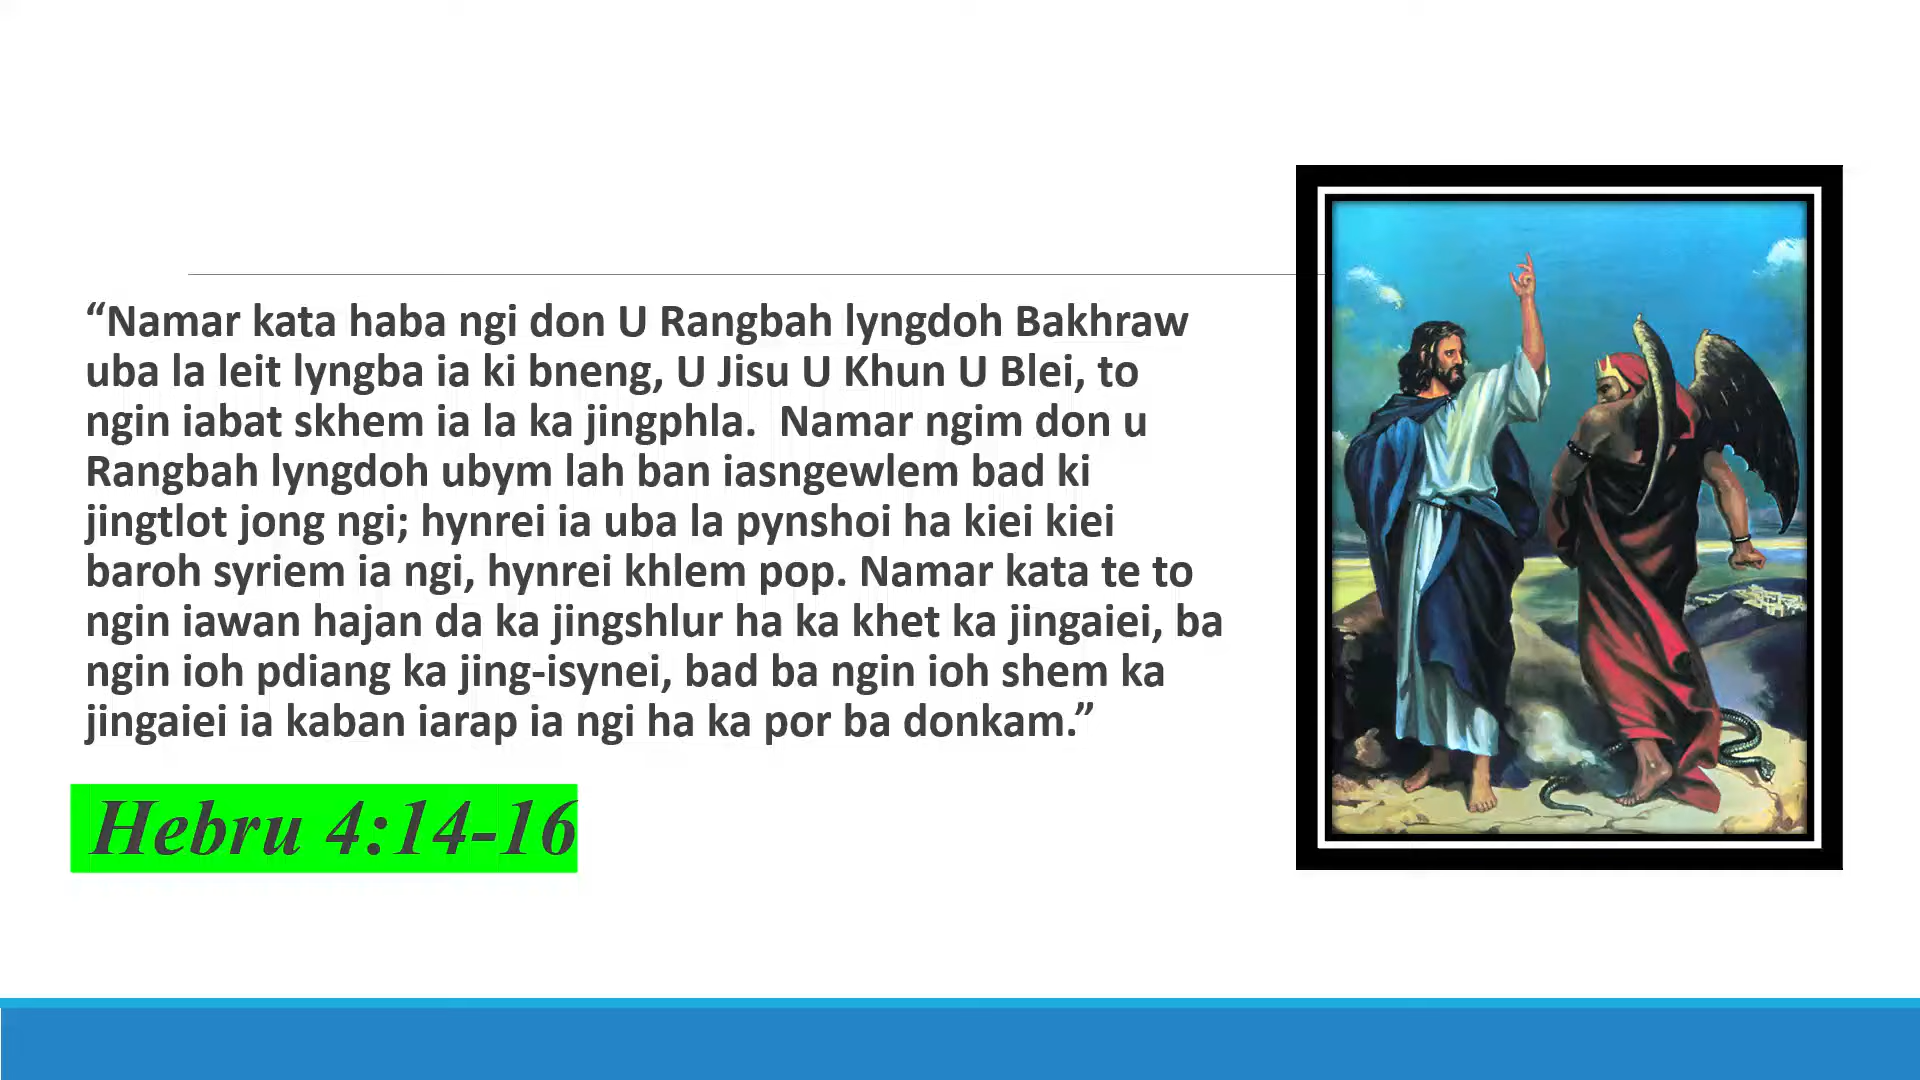 “Namar kata haba ngi don U Rangbah lyngdoh Bakhraw
uba la leit lyngba ia ki bneng, U Jisu U Khun U Blei, to
ngin iabat skhem ia la ka jingphla.  Namar ngim don u
Rangbah lyngdoh ubym lah ban iasngewlem bad ki
jingtlot jong ngi; hynrei ia uba la pynshoi ha kiei kiei
baroh syriem ia ngi, hynrei khlem pop. Namar kata te to
ngin iawan hajan da ka jingshlur ha ka khet ka jingaiei, ba
ngin ioh pdiang ka jing-isynei, bad ba ngin ioh shem ka
jingaiei ia kaban iarap ia ngi ha ka por ba donkam.”
Hebru 4:14-16